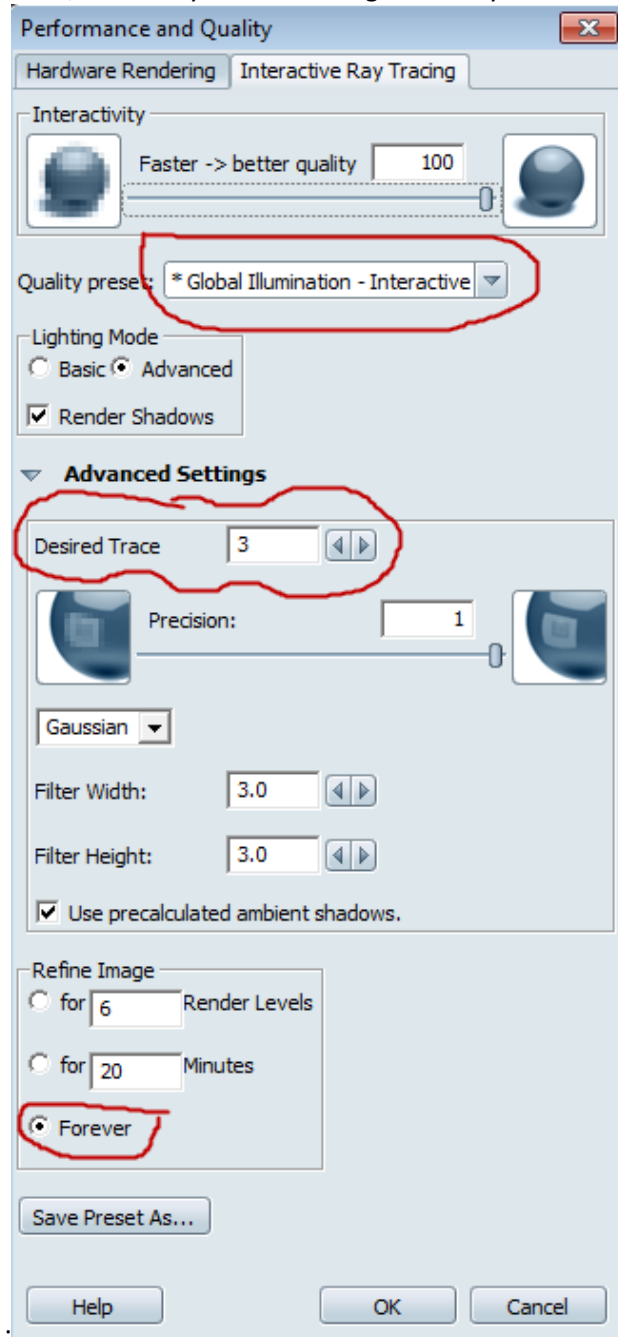 Performance and Quality
Hardware Rendering Interactive Ray Tracing
Interactivity
Faster -> better quality 100
Quality preset: * Global Illumination - Interactive
Lighting Mode
Basic Advanced
Render Shadows
Advanced Settings
Desired Trace 3
Precision: 1
Gaussian
Filter Width: 3.0
Filter Height: 3.0
Use precalculated ambient shadows.
Refine Image
for 6 Render Levels
for 20 Minutes
Forever
Save Preset As...
Help OK Cancel